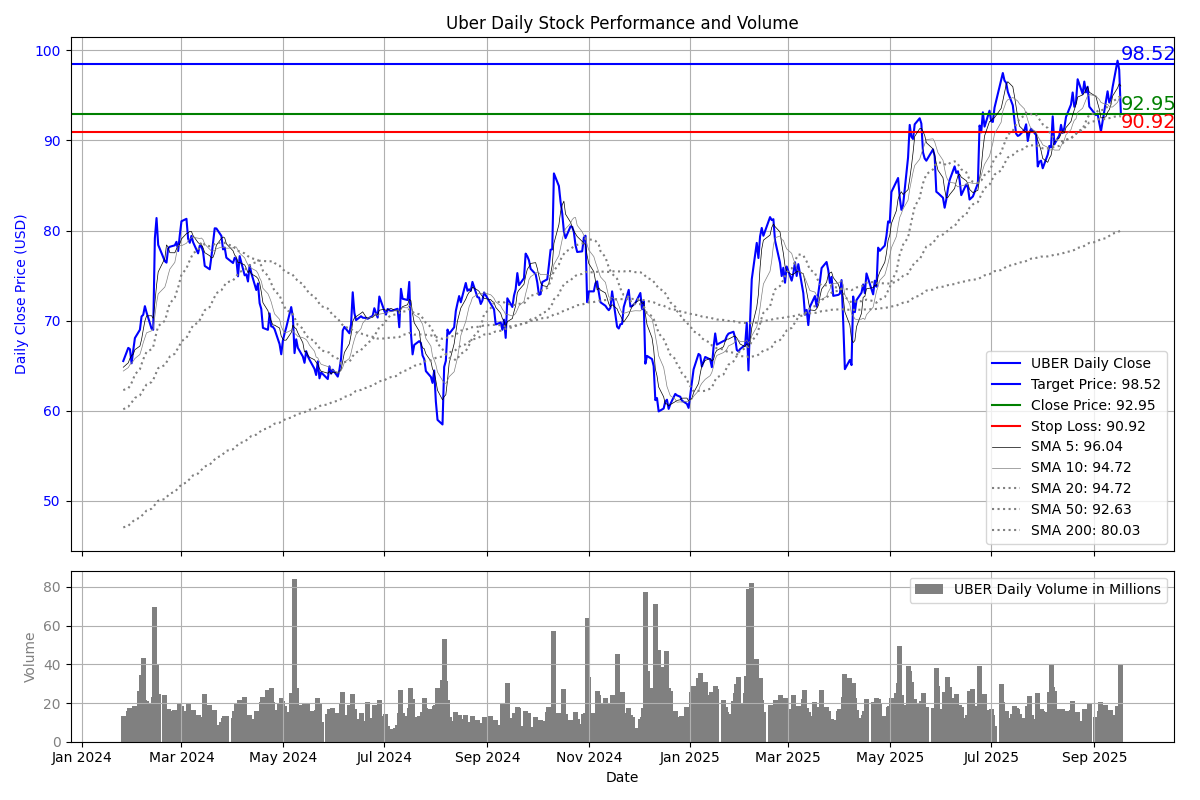 Uber Daily Stock Performance and Volume
100
90
80
70
60
50
Daily Close Price (USD)
98.52
92.95
90.92
UBER Daily Close
Target Price: 98.52
Close Price: 92.95
Stop Loss: 90.92
SMA 5: 96.04
SMA 10: 94.72
SMA 20: 94.72
SMA 50: 92.63
SMA 200: 80.03
80
60
40
20
0
Volume
UBER Daily Volume in Millions
Jan 2024
Mar 2024
May 2024
Jul 2024
Sep 2024
Nov 2024
Jan 2025
Mar 2025
May 2025
Jul 2025
Sep 2025
Date